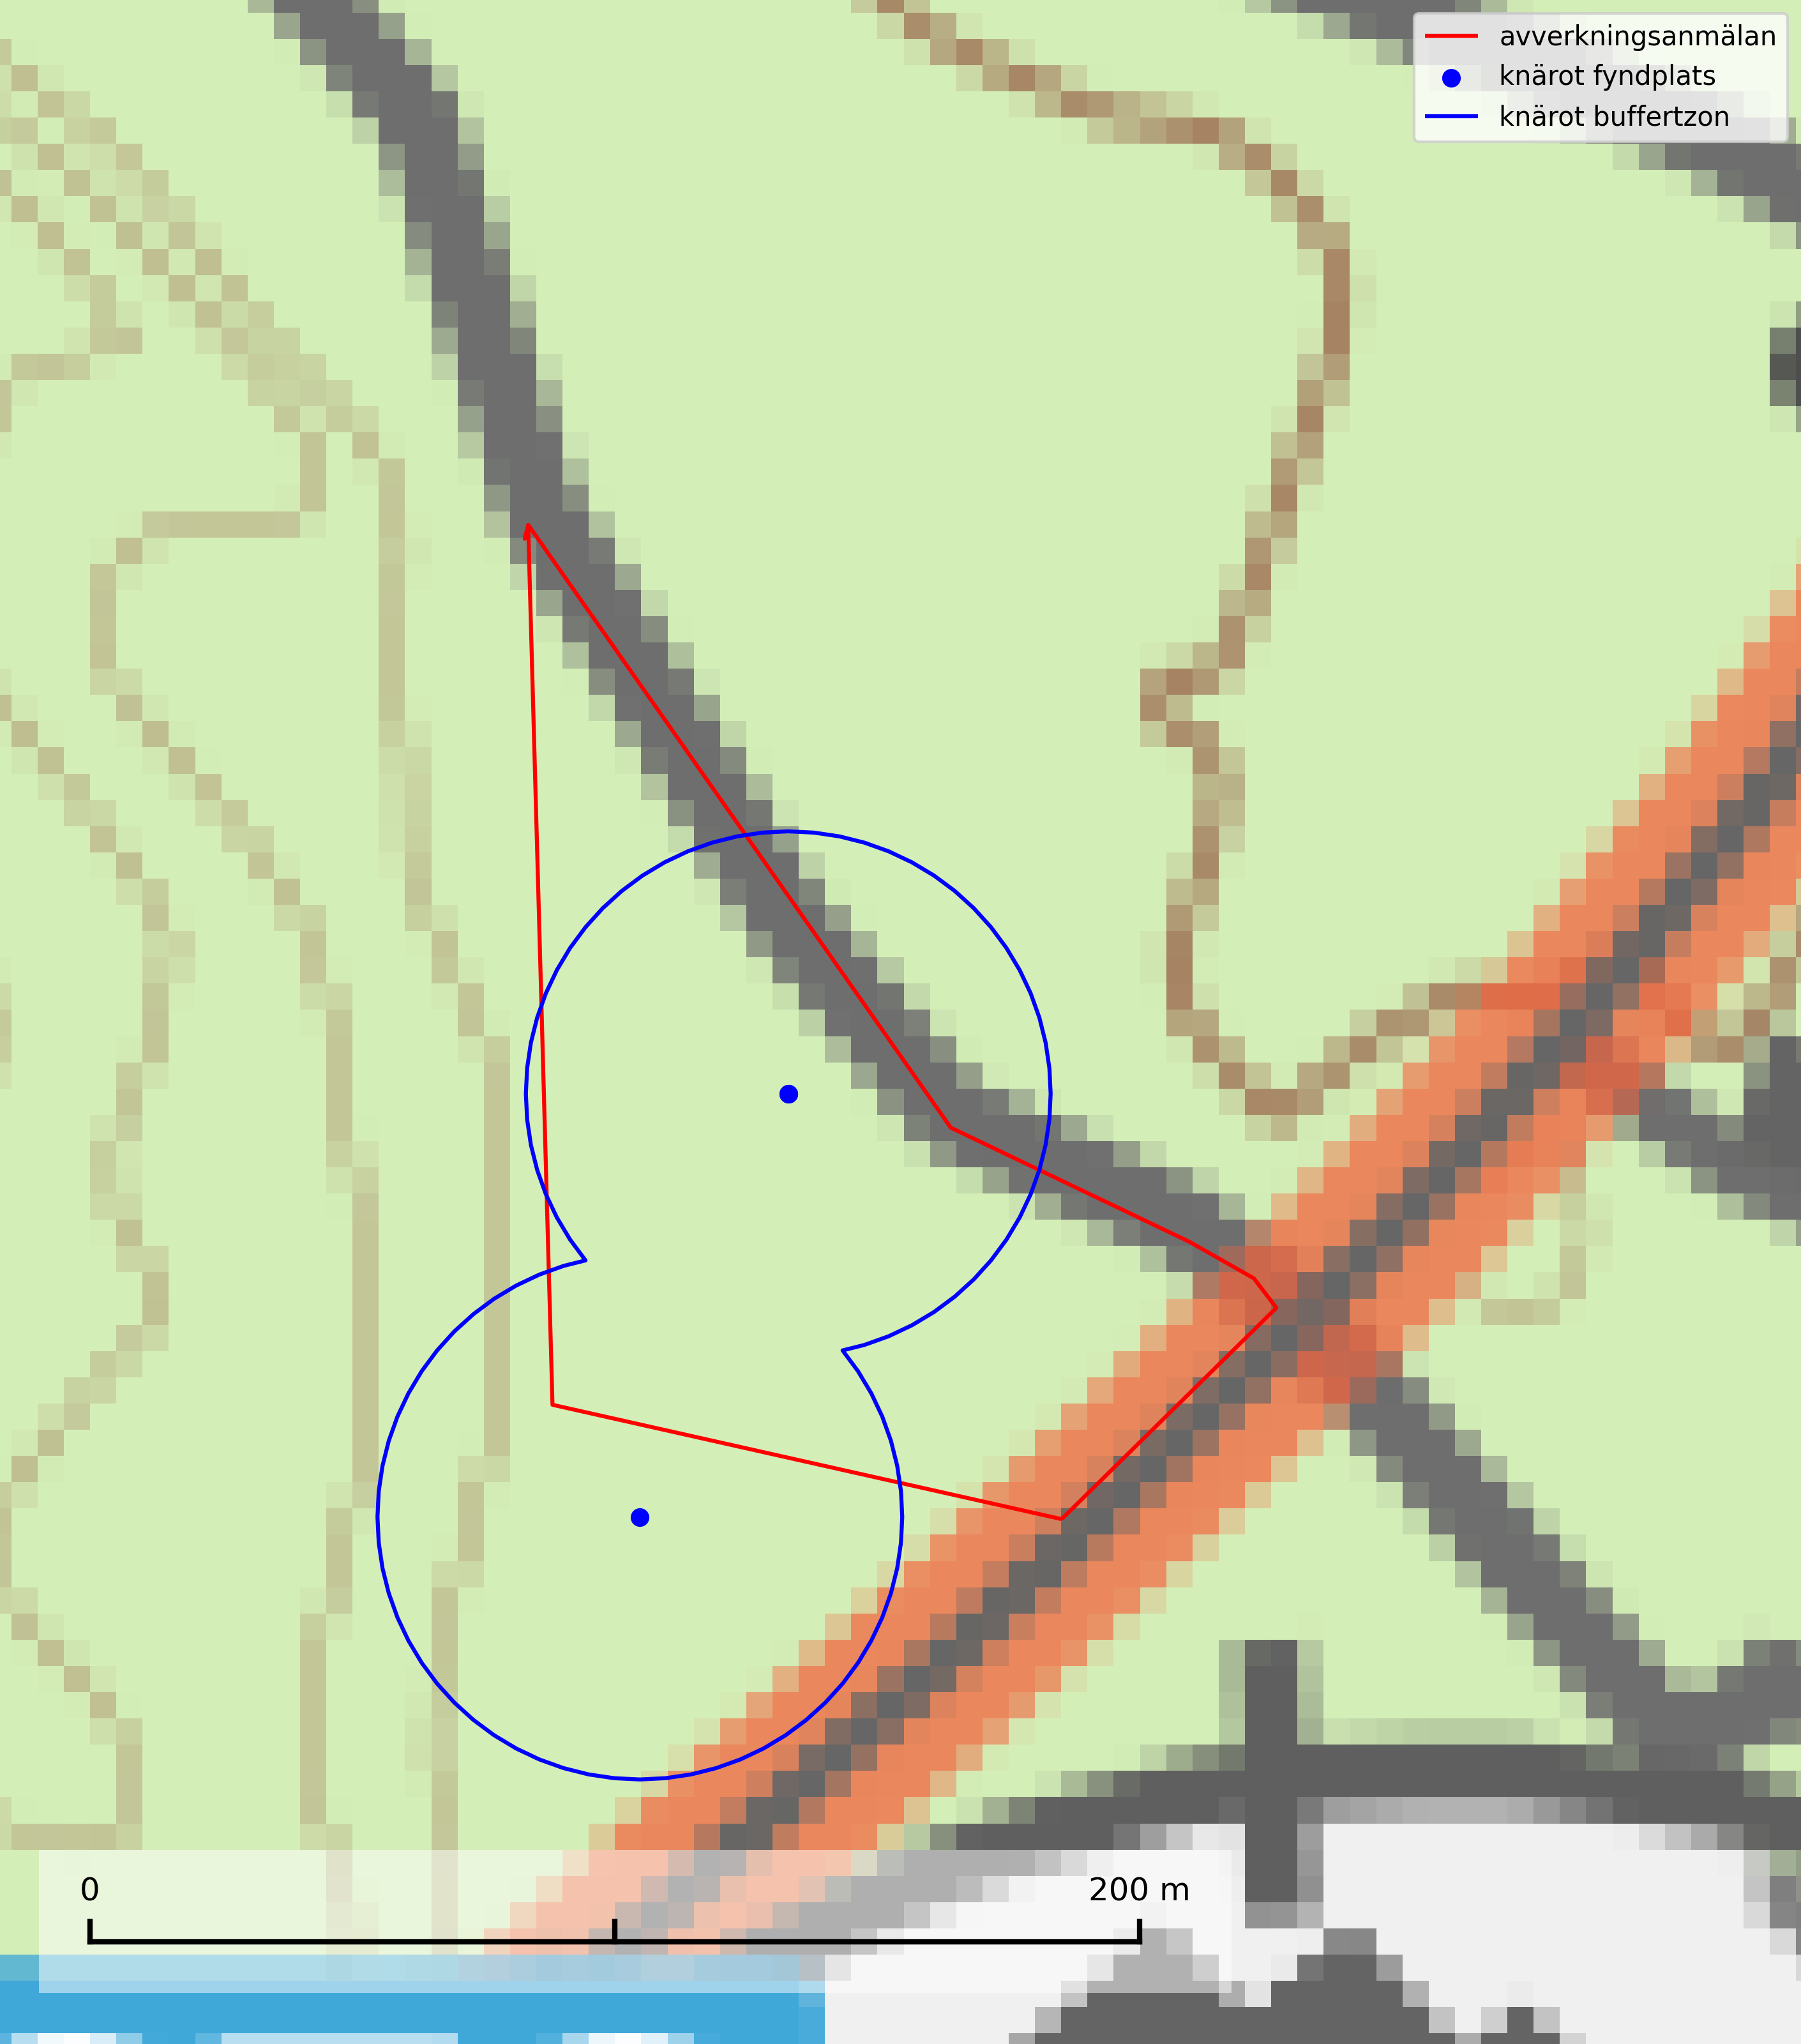 avverkningsanmälan
knärot fyndplats
knärot buffertzon
0
200 m